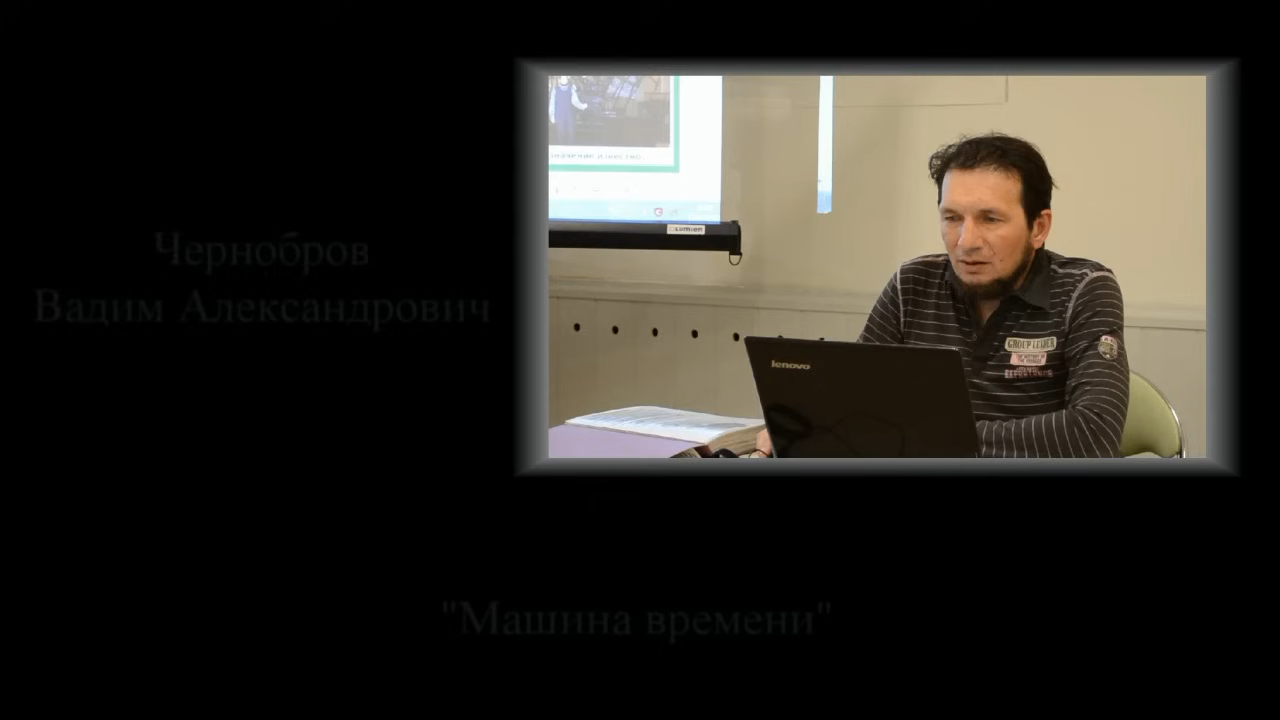 Чернобров
Вадим Александрович
lenovo
GROUP LEADER
"Машина времени"